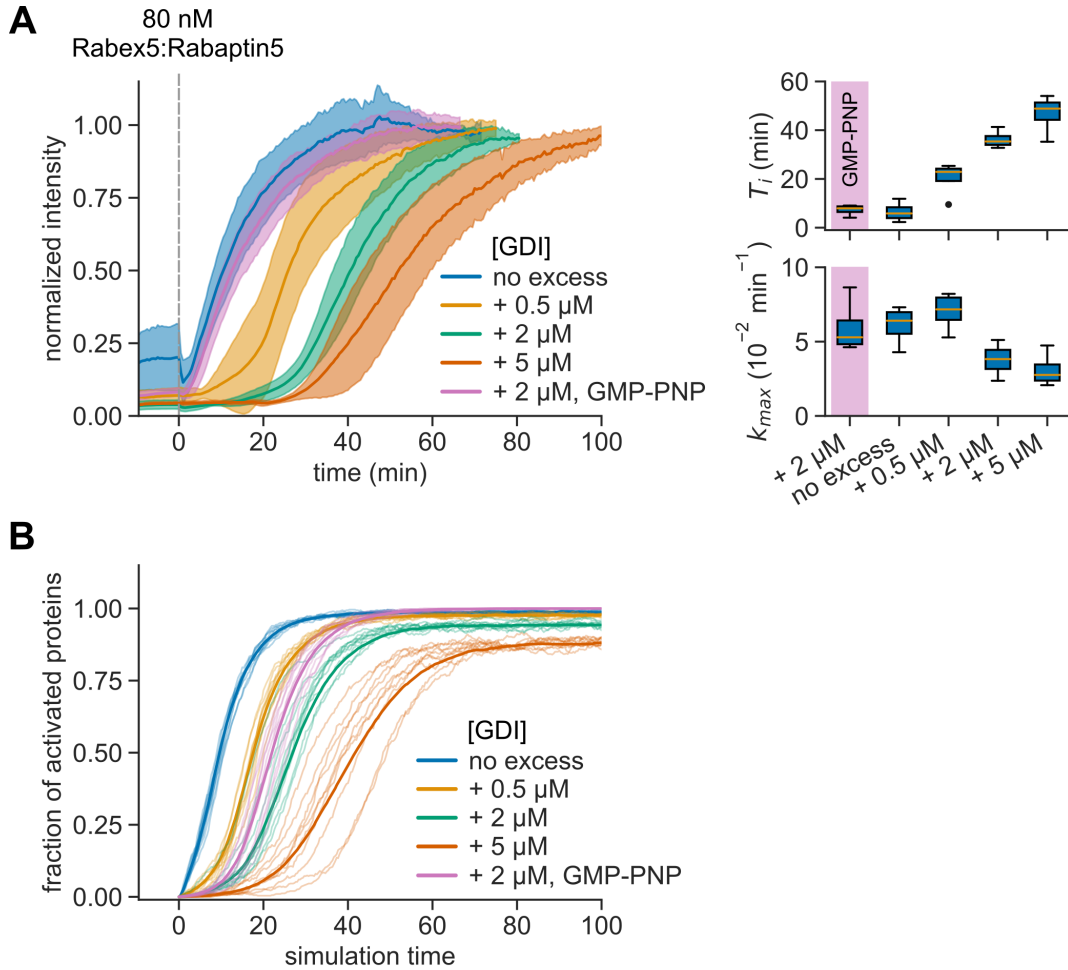 A
80 nM
Rabex5:Rabaptin5
normalized intensity
1.00
0.75
0.50
0.25
0.00
0
20
40
60
80
100
time (min)
[GDI]
no excess
+ 0.5 µM
+ 2 µM
+ 5 µM
+ 2 µM, GMP-PNP
T_i (min)
60
40
20
0
GMP-PNP
k_max (10⁻² min⁻¹)
10
5
0
+ 2 µM
no excess
+ 0.5 µM
+ 2 µM
+ 5 µM
B
fraction of activated proteins
1.00
0.75
0.50
0.25
0.00
0
20
40
60
80
100
simulation time
[GDI]
no excess
+ 0.5 µM
+ 2 µM
+ 5 µM
+ 2 µM, GMP-PNP